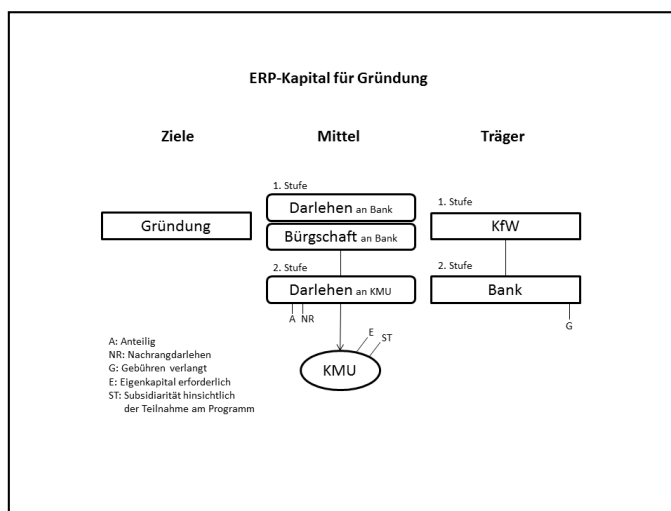 ERP-Kapital für Gründung
Ziele
Mittel
Träger
1. Stufe
Darlehen an Bank
Bürgschaft an Bank
2. Stufe
Darlehen an KMU
A
NR
E
ST
KMU
Gründung
1. Stufe
KfW
2. Stufe
Bank
G
A: Anteilig
NR: Nachrangdarlehen
G: Gebühren verlangt
E: Eigenkapital erforderlich
ST: Subsidiarität hinsichtlich
der Teilnahme am Programm